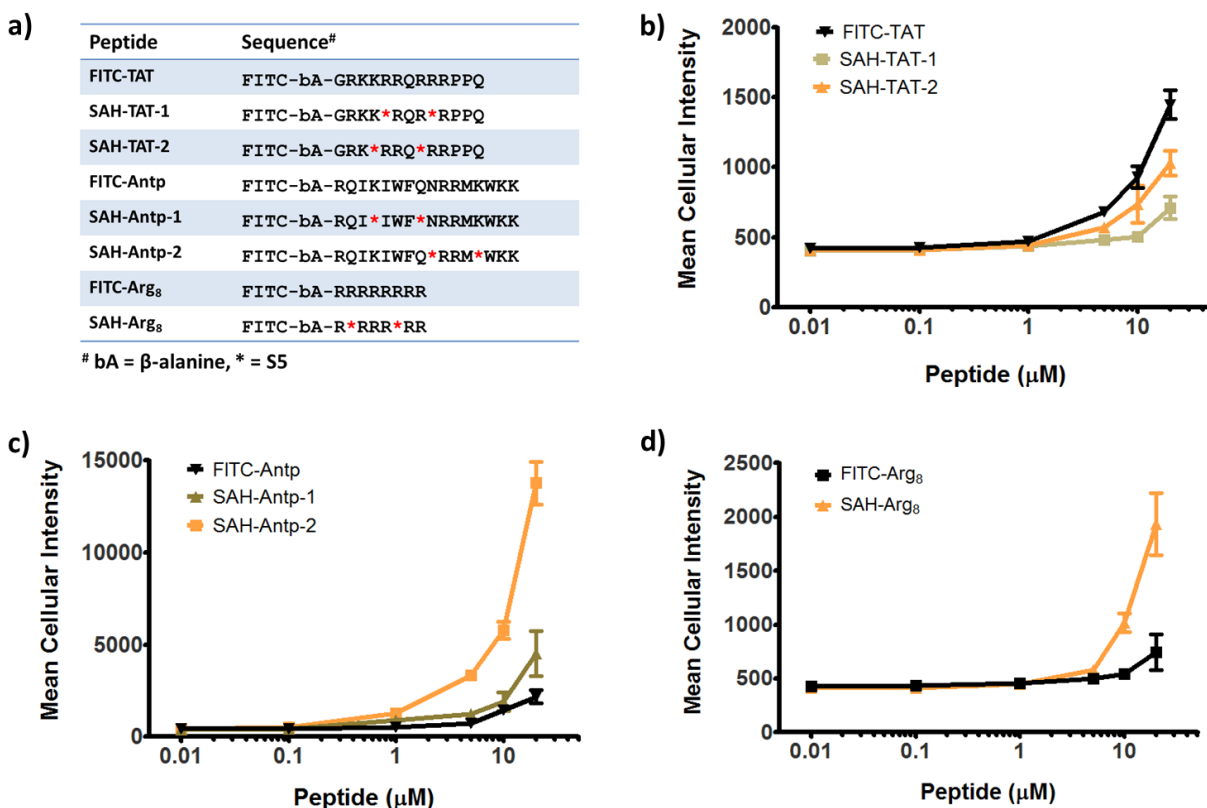 a)
Peptide Sequence#
FITC-TAT FITC-bA-GRKKRRQRRRPPQ
SAH-TAT-1 FITC-bA-GRKK*RQR*RPPQ
SAH-TAT-2 FITC-bA-GRK*RRQ*RRPPQ
FITC-Antp FITC-bA-RQIKIWFQNRRMKWKK
SAH-Antp-1 FITC-bA-RQI*IWF*NRRMKWKK
SAH-Antp-2 FITC-bA-RQIKIWFQ*RRM*WKK
FITC-Arg₈ FITC-bA-RRRRRRRR
SAH-Arg₈ FITC-bA-R*RRR*RR
# bA = β-alanine, * = S5
b)
FITC-TAT
SAH-TAT-1
SAH-TAT-2
Mean Cellular Intensity
2000
1500
1000
500
0
0.01 0.1 1 10
Peptide (μM)
c)
FITC-Antp
SAH-Antp-1
SAH-Antp-2
Mean Cellular Intensity
15000
10000
5000
0
0.01 0.1 1 10
Peptide (μM)
d)
FITC-Arg₈
SAH-Arg₈
Mean Cellular Intensity
2500
2000
1500
1000
500
0
0.01 0.1 1 10
Peptide (μM)